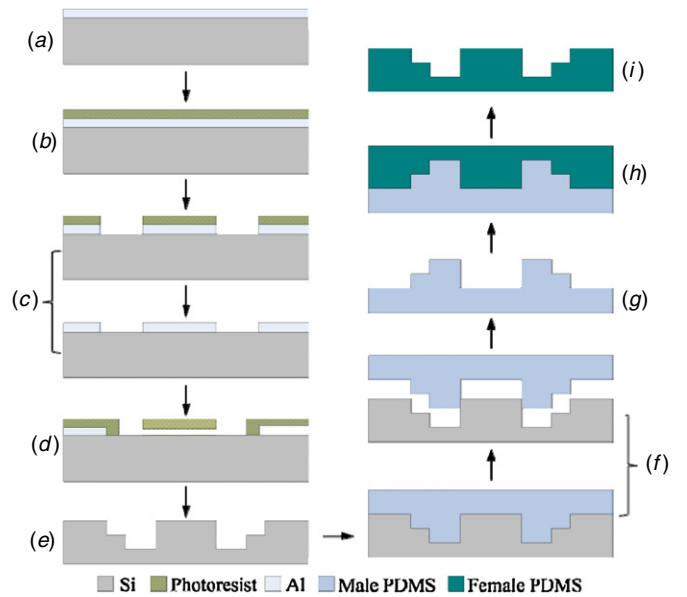 (a)
(b)
(c)
(d)
(e)
(f)
(g)
(h)
(i)
Si Photoresist Al Male PDMS Female PDMS